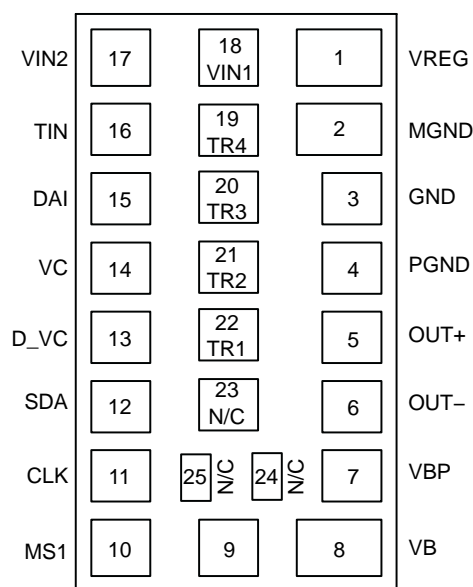 VIN2 17 18 1 VREG
VIN1
TIN 16 19 2 MGND
TR4
DAI 15 20 3 GND
TR3
VC 14 21 4 PGND
TR2
D_VC 13 22 5 OUT+
TR1
SDA 12 23 6 OUT–
N/C
CLK 11 25 N/C 24 N/C 7 VBP
MS1 10 9 8 VB